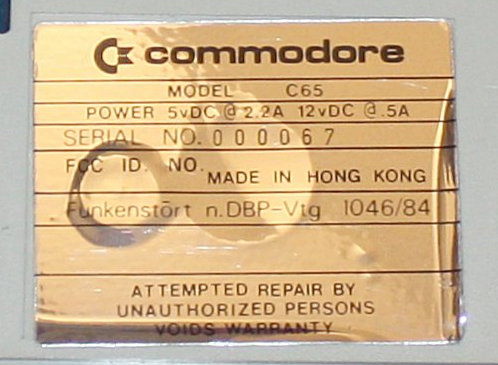 commodore
MODEL C65
POWER 5vDC @ 2.2A 12vDC @ .5A
SERIAL NO. 000067
FCC ID. NO.
MADE IN HONG KONG
Funkenstört n.DBP-Vtg 1046/84
ATTEMPTED REPAIR BY
UNAUTHORIZED PERSONS
VOIDS WARRANTY